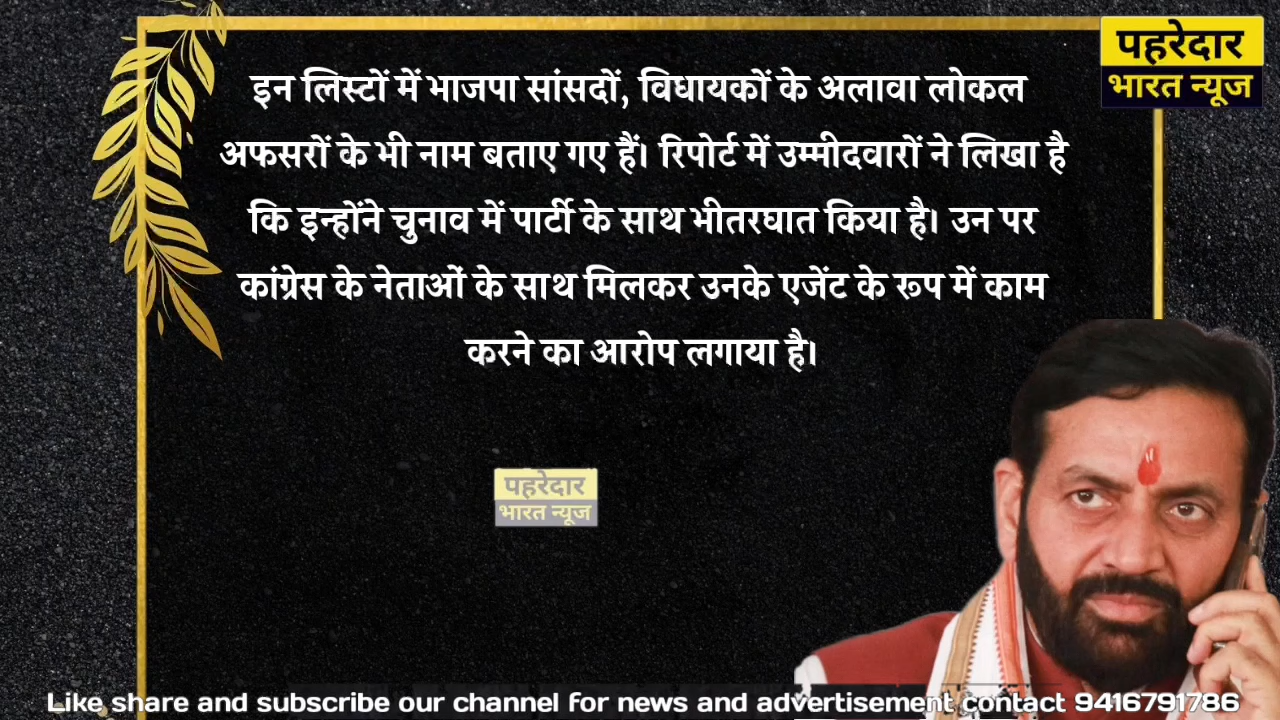 पहरेदार
भारत न्यूज
इन लिस्टों में भाजपा सांसदों, विधायकों के अलावा लोकल
अफसरों के भी नाम बताए गए हैं। रिपोर्ट में उम्मीदवारों ने लिखा है
कि इन्होंने चुनाव में पार्टी के साथ भीतरघात किया है। उन पर
कांग्रेस के नेताओं के साथ मिलकर उनके एजेंट के रूप में काम
करने का आरोप लगाया है।
पहरेदार
भारत न्यूज
Like share and subscribe our channel for news and advertisement contact 9416791786